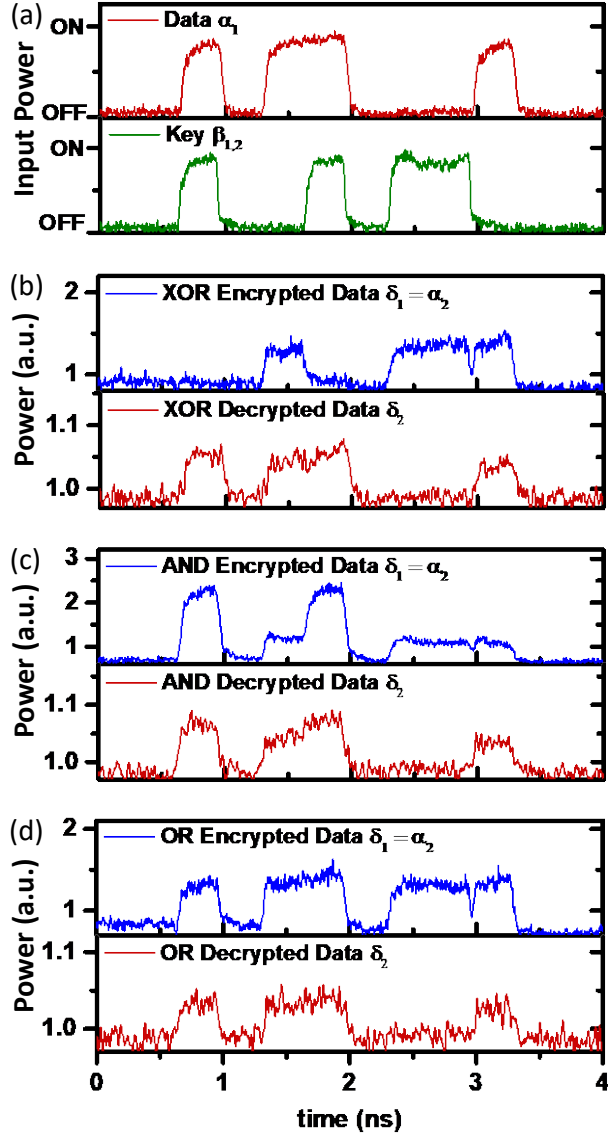 (a)
Input Power
ON
OFF
Data α₁
ON
OFF
Key β₁,₂
(b)
Power (a.u.)
2
1
XOR Encrypted Data δ₁ = α₂
1.1
1.0
XOR Decrypted Data δ₂
(c)
Power (a.u.)
3
2
1
AND Encrypted Data δ₁ = α₂
1.1
1.0
AND Decrypted Data δ₂
(d)
Power (a.u.)
2
1
OR Encrypted Data δ₁ = α₂
1.1
1.0
OR Decrypted Data δ₂
0 1 2 3 4
time (ns)